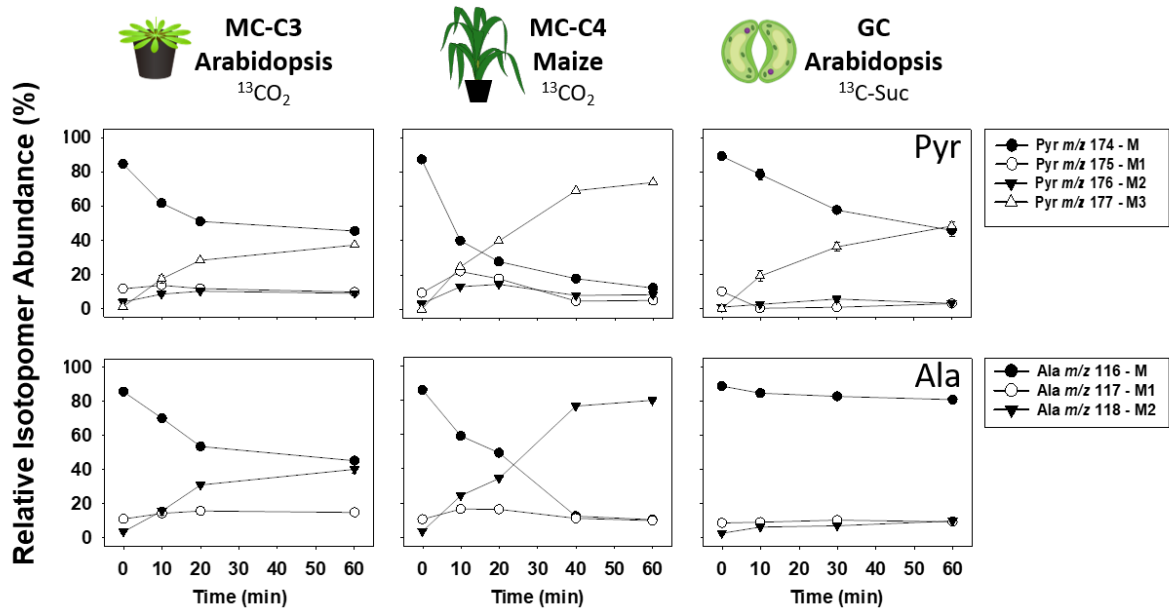 MC-C3
Arabidopsis
¹³CO₂
MC-C4
Maize
¹³CO₂
GC
Arabidopsis
¹³C-Suc
Relative Isotopomer Abundance (%)
100
80
60
40
20
0
Pyr
Pyr m/z 174 - M
Pyr m/z 175 - M1
Pyr m/z 176 - M2
Pyr m/z 177 - M3
100
80
60
40
20
0
Ala
Ala m/z 116 - M
Ala m/z 117 - M1
Ala m/z 118 - M2
0 10 20 30 40 50 60
0 10 20 30 40 50 60
0 10 20 30 40 50 60
Time (min)
Time (min)
Time (min)